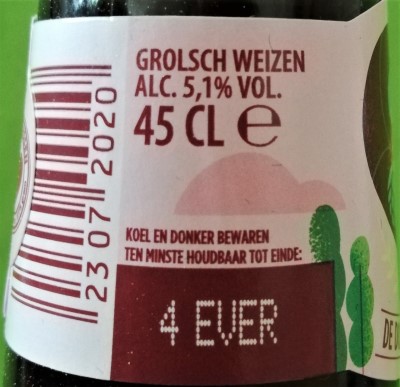 GROLSCH WEIZEN
ALC. 5,1% VOL.
45 CL e
KOEL EN DONKER BEWAREN
TEN MINSTE HOUDBAAR TOT EINDE:
4 EVER
23 07 2020
DE D